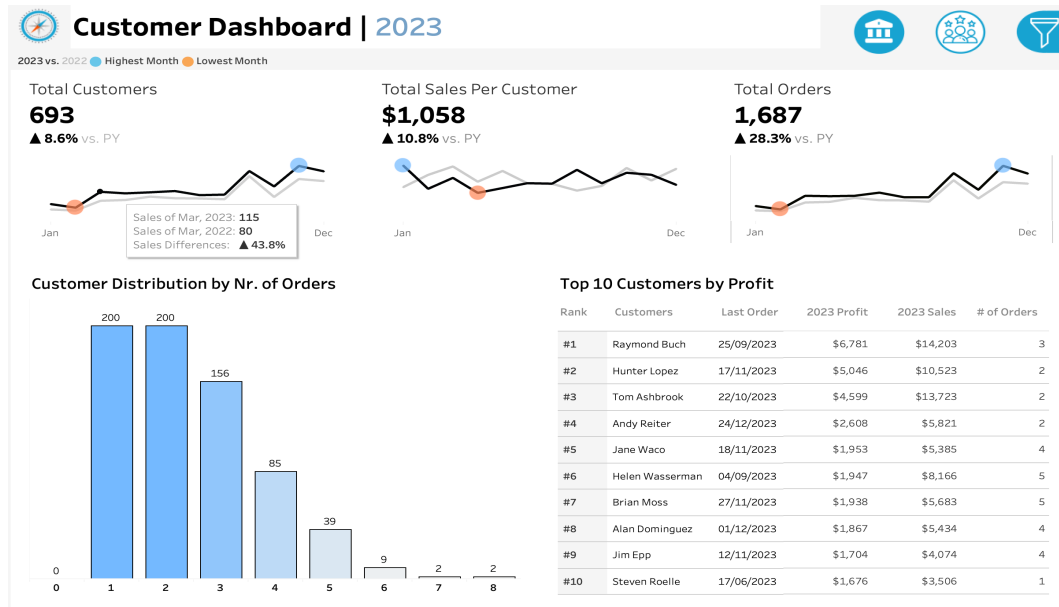 Customer Dashboard | 2023
2023 vs. 2022 Highest Month Lowest Month
Total Customers
693
▲ 8.6% vs. PY
Jan Dec
Sales of Mar, 2023: 115
Sales of Mar, 2022: 80
Sales Differences: ▲ 43.8%
Total Sales Per Customer
$1,058
▲ 10.8% vs. PY
Jan Dec
Total Orders
1,687
▲ 28.3% vs. PY
Jan Dec
Customer Distribution by Nr. of Orders
0 200 200 156 85 39 9 2 2
0 1 2 3 4 5 6 7 8
Top 10 Customers by Profit
Rank Customers Last Order 2023 Profit 2023 Sales # of Orders
#1 Raymond Buch 25/09/2023 $6,781 $14,203 3
#2 Hunter Lopez 17/11/2023 $5,046 $10,523 2
#3 Tom Ashbrook 22/10/2023 $4,599 $13,723 2
#4 Andy Reiter 24/12/2023 $2,608 $5,821 2
#5 Jane Waco 18/11/2023 $1,953 $5,385 4
#6 Helen Wasserman 04/09/2023 $1,947 $8,166 5
#7 Brian Moss 27/11/2023 $1,938 $5,683 5
#8 Alan Dominguez 01/12/2023 $1,867 $5,434 4
#9 Jim Epp 12/11/2023 $1,704 $4,074 4
#10 Steven Roelle 17/06/2023 $1,676 $3,506 1